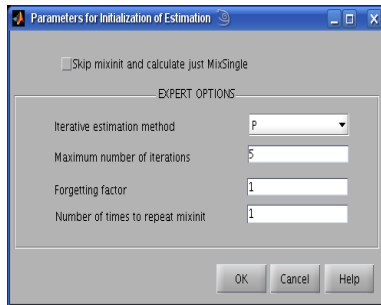 Parameters for Initialization of Estimation
Skip mixinit and calculate just MixSingle
EXPERT OPTIONS
Iterative estimation method P
Maximum number of iterations 5
Forgetting factor 1
Number of times to repeat mixinit 1
OK Cancel Help